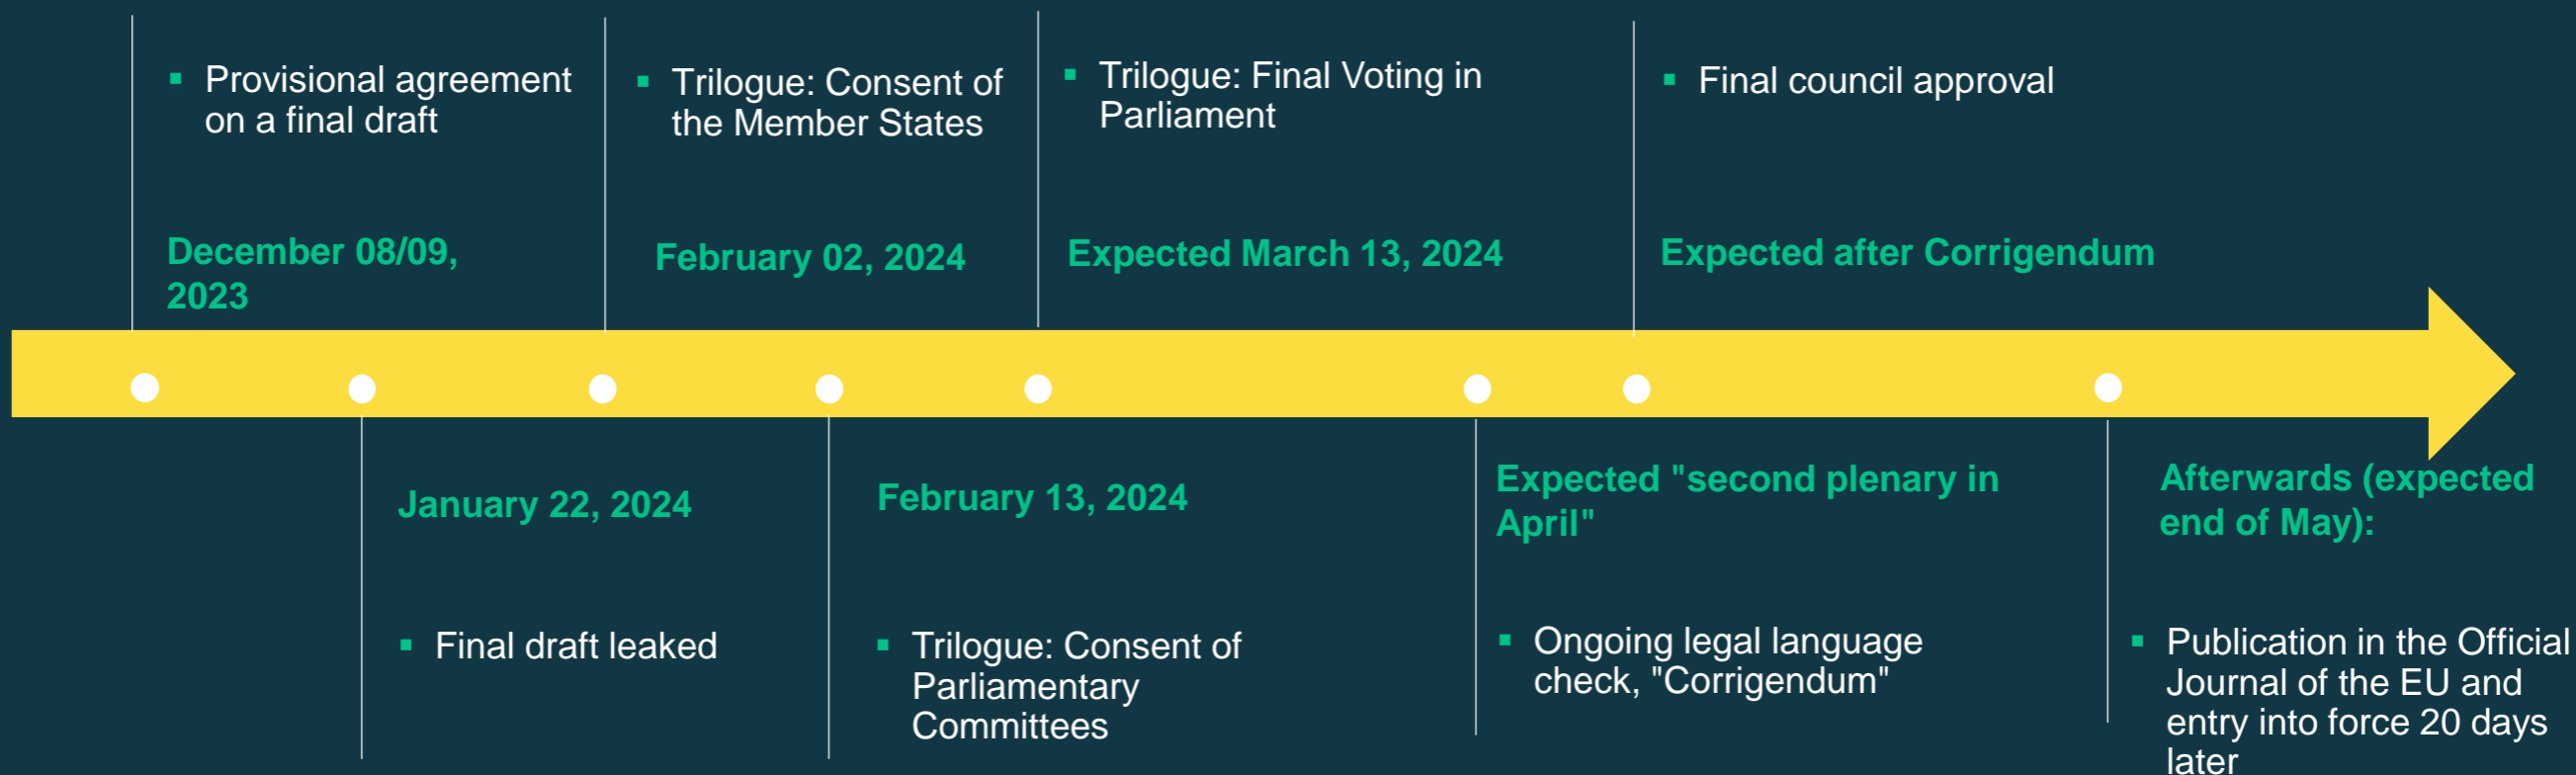 ▪ Provisional agreement
on a final draft
December 08/09,
2023
▪ Trilogue: Consent of
the Member States
February 02, 2024
▪ Trilogue: Final Voting in
Parliament
Expected March 13, 2024
▪ Final council approval
Expected after Corrigendum
January 22, 2024
▪ Final draft leaked
February 13, 2024
▪ Trilogue: Consent of
Parliamentary
Committees
Expected "second plenary in
April"
▪ Ongoing legal language
check, "Corrigendum"
Afterwards (expected
end of May):
▪ Publication in the Official
Journal of the EU and
entry into force 20 days
later